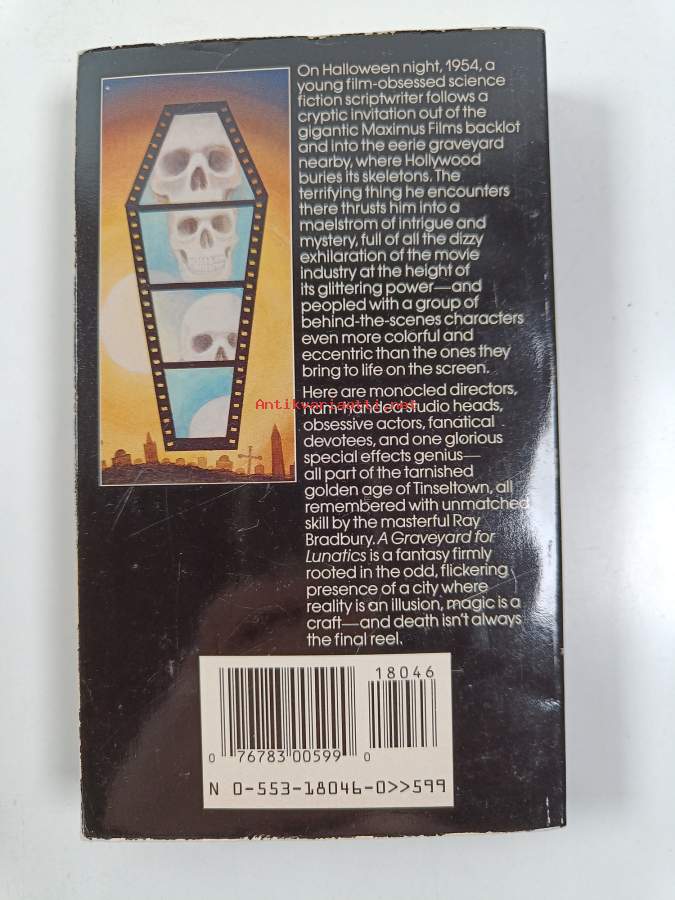 On Halloween night, 1954, a
young film-obsessed science
fiction scriptwriter follows a
cryptic invitation out of the
gigantic Maximus Films backlot
and into the eerie graveyard
nearby, where Hollywood
buries its skeletons. The
terrifying thing he encounters
there thrusts him into a
maelstrom of intrigue and
mystery, full of all the dizzy
exhilaration of the movie
industry at the height of
its glittering power—and
peopled with a group of
behind-the-scenes characters
even more colorful and
eccentric than the ones they
bring to life on the screen.
Here are monocled directors,
ham-handed studio heads,
Antikvariaatti.net
obsessive actors, fanatical
devotees, and one glorious
special effects genius—
all part of the tarnished
golden age of Tinseltown, all
remembered with unmatched
skill by the masterful Ray
Bradbury. A Graveyard for
Lunatics is a fantasy firmly
rooted in the odd, flickering
presence of a city where
reality is an illusion, magic is a
craft—and death isn't always
the final reel.
18046
0 76783 00599 0
N 0-553-18046-0>>599